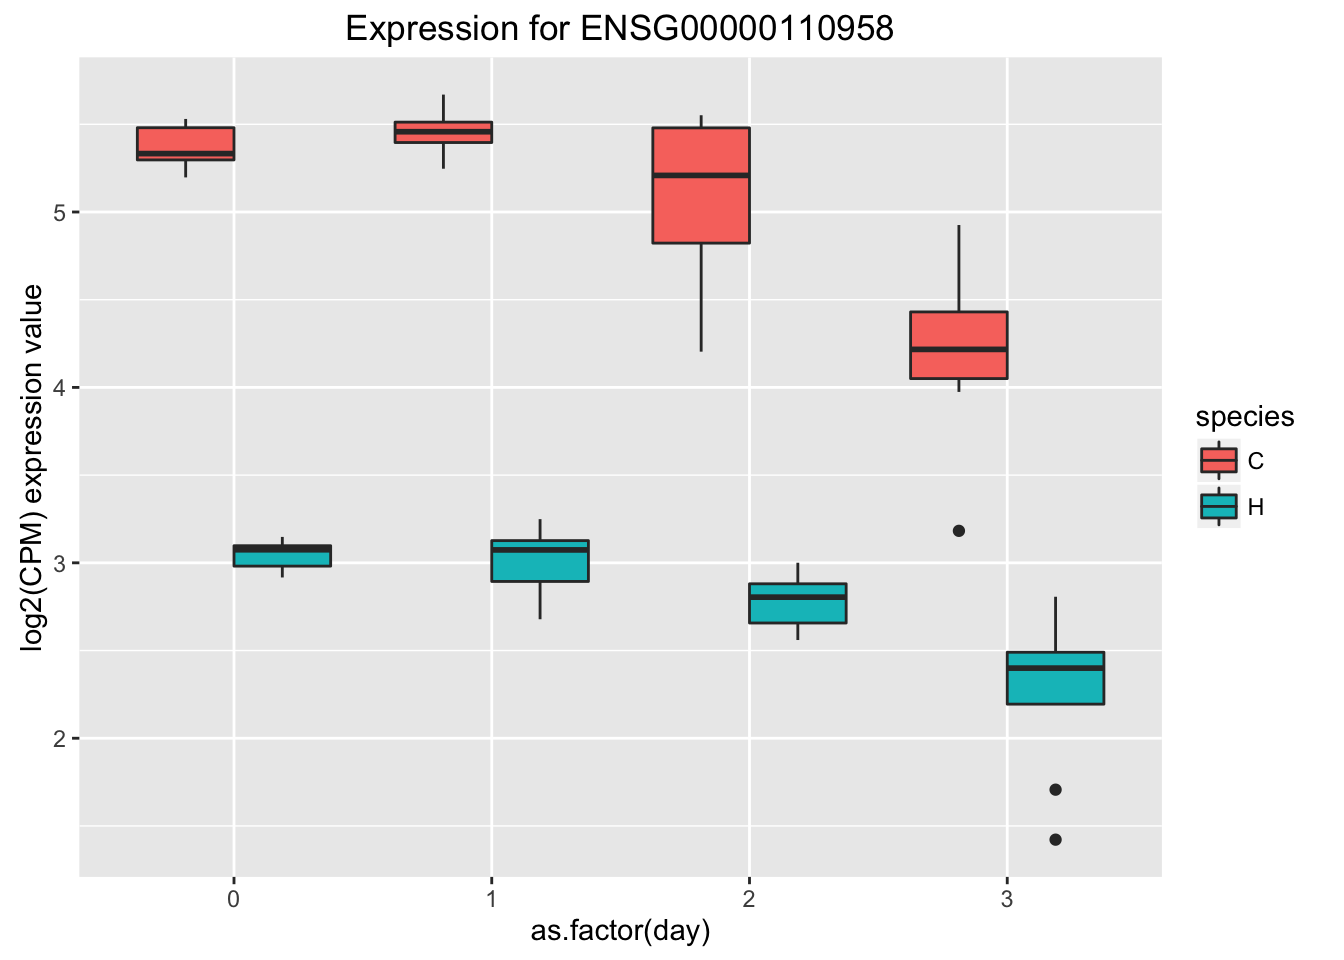 Expression for ENSG00000110958
log2(CPM) expression value
5
4
3
2
0
1
2
3
as.factor(day)
species
C
H